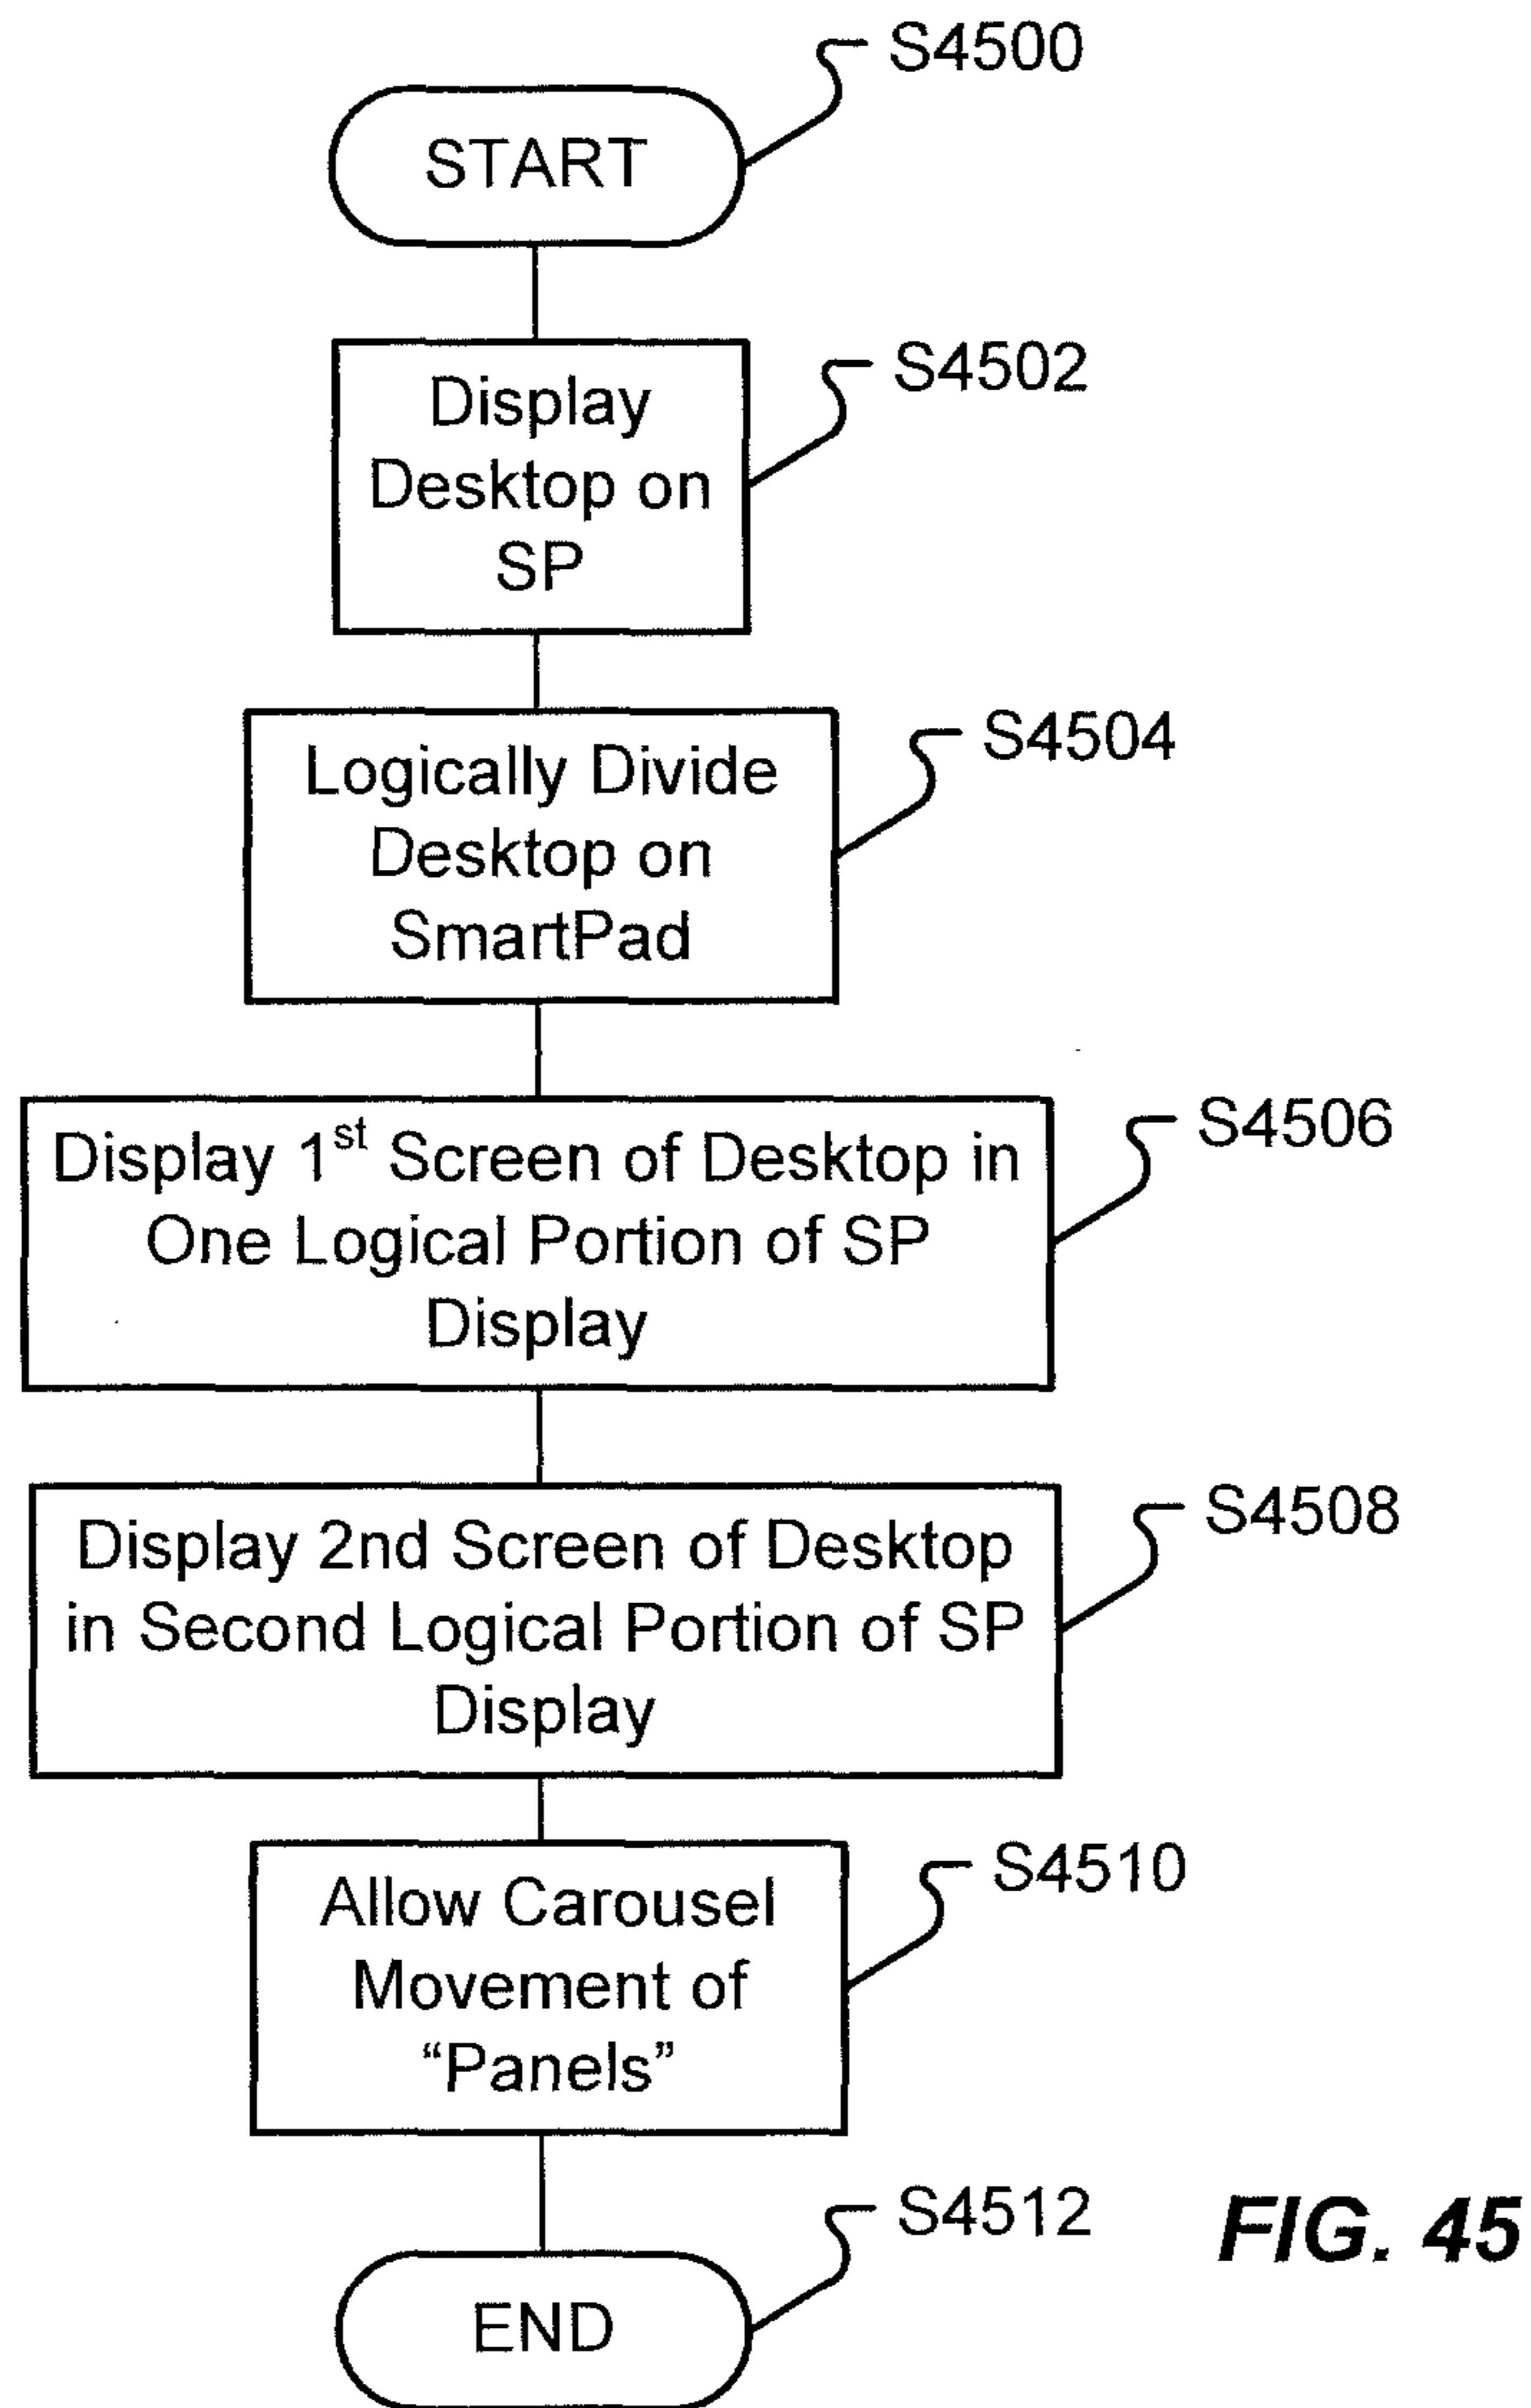 S4500
START
S4502
Display
Desktop on
SP
S4504
Logically Divide
Desktop on
SmartPad
S4506
Display 1st Screen of Desktop in
One Logical Portion of SP
Display
S4508
Display 2nd Screen of Desktop
in Second Logical Portion of SP
Display
S4510
Allow Carousel
Movement of
“Panels”
S4512
END
FIG. 45